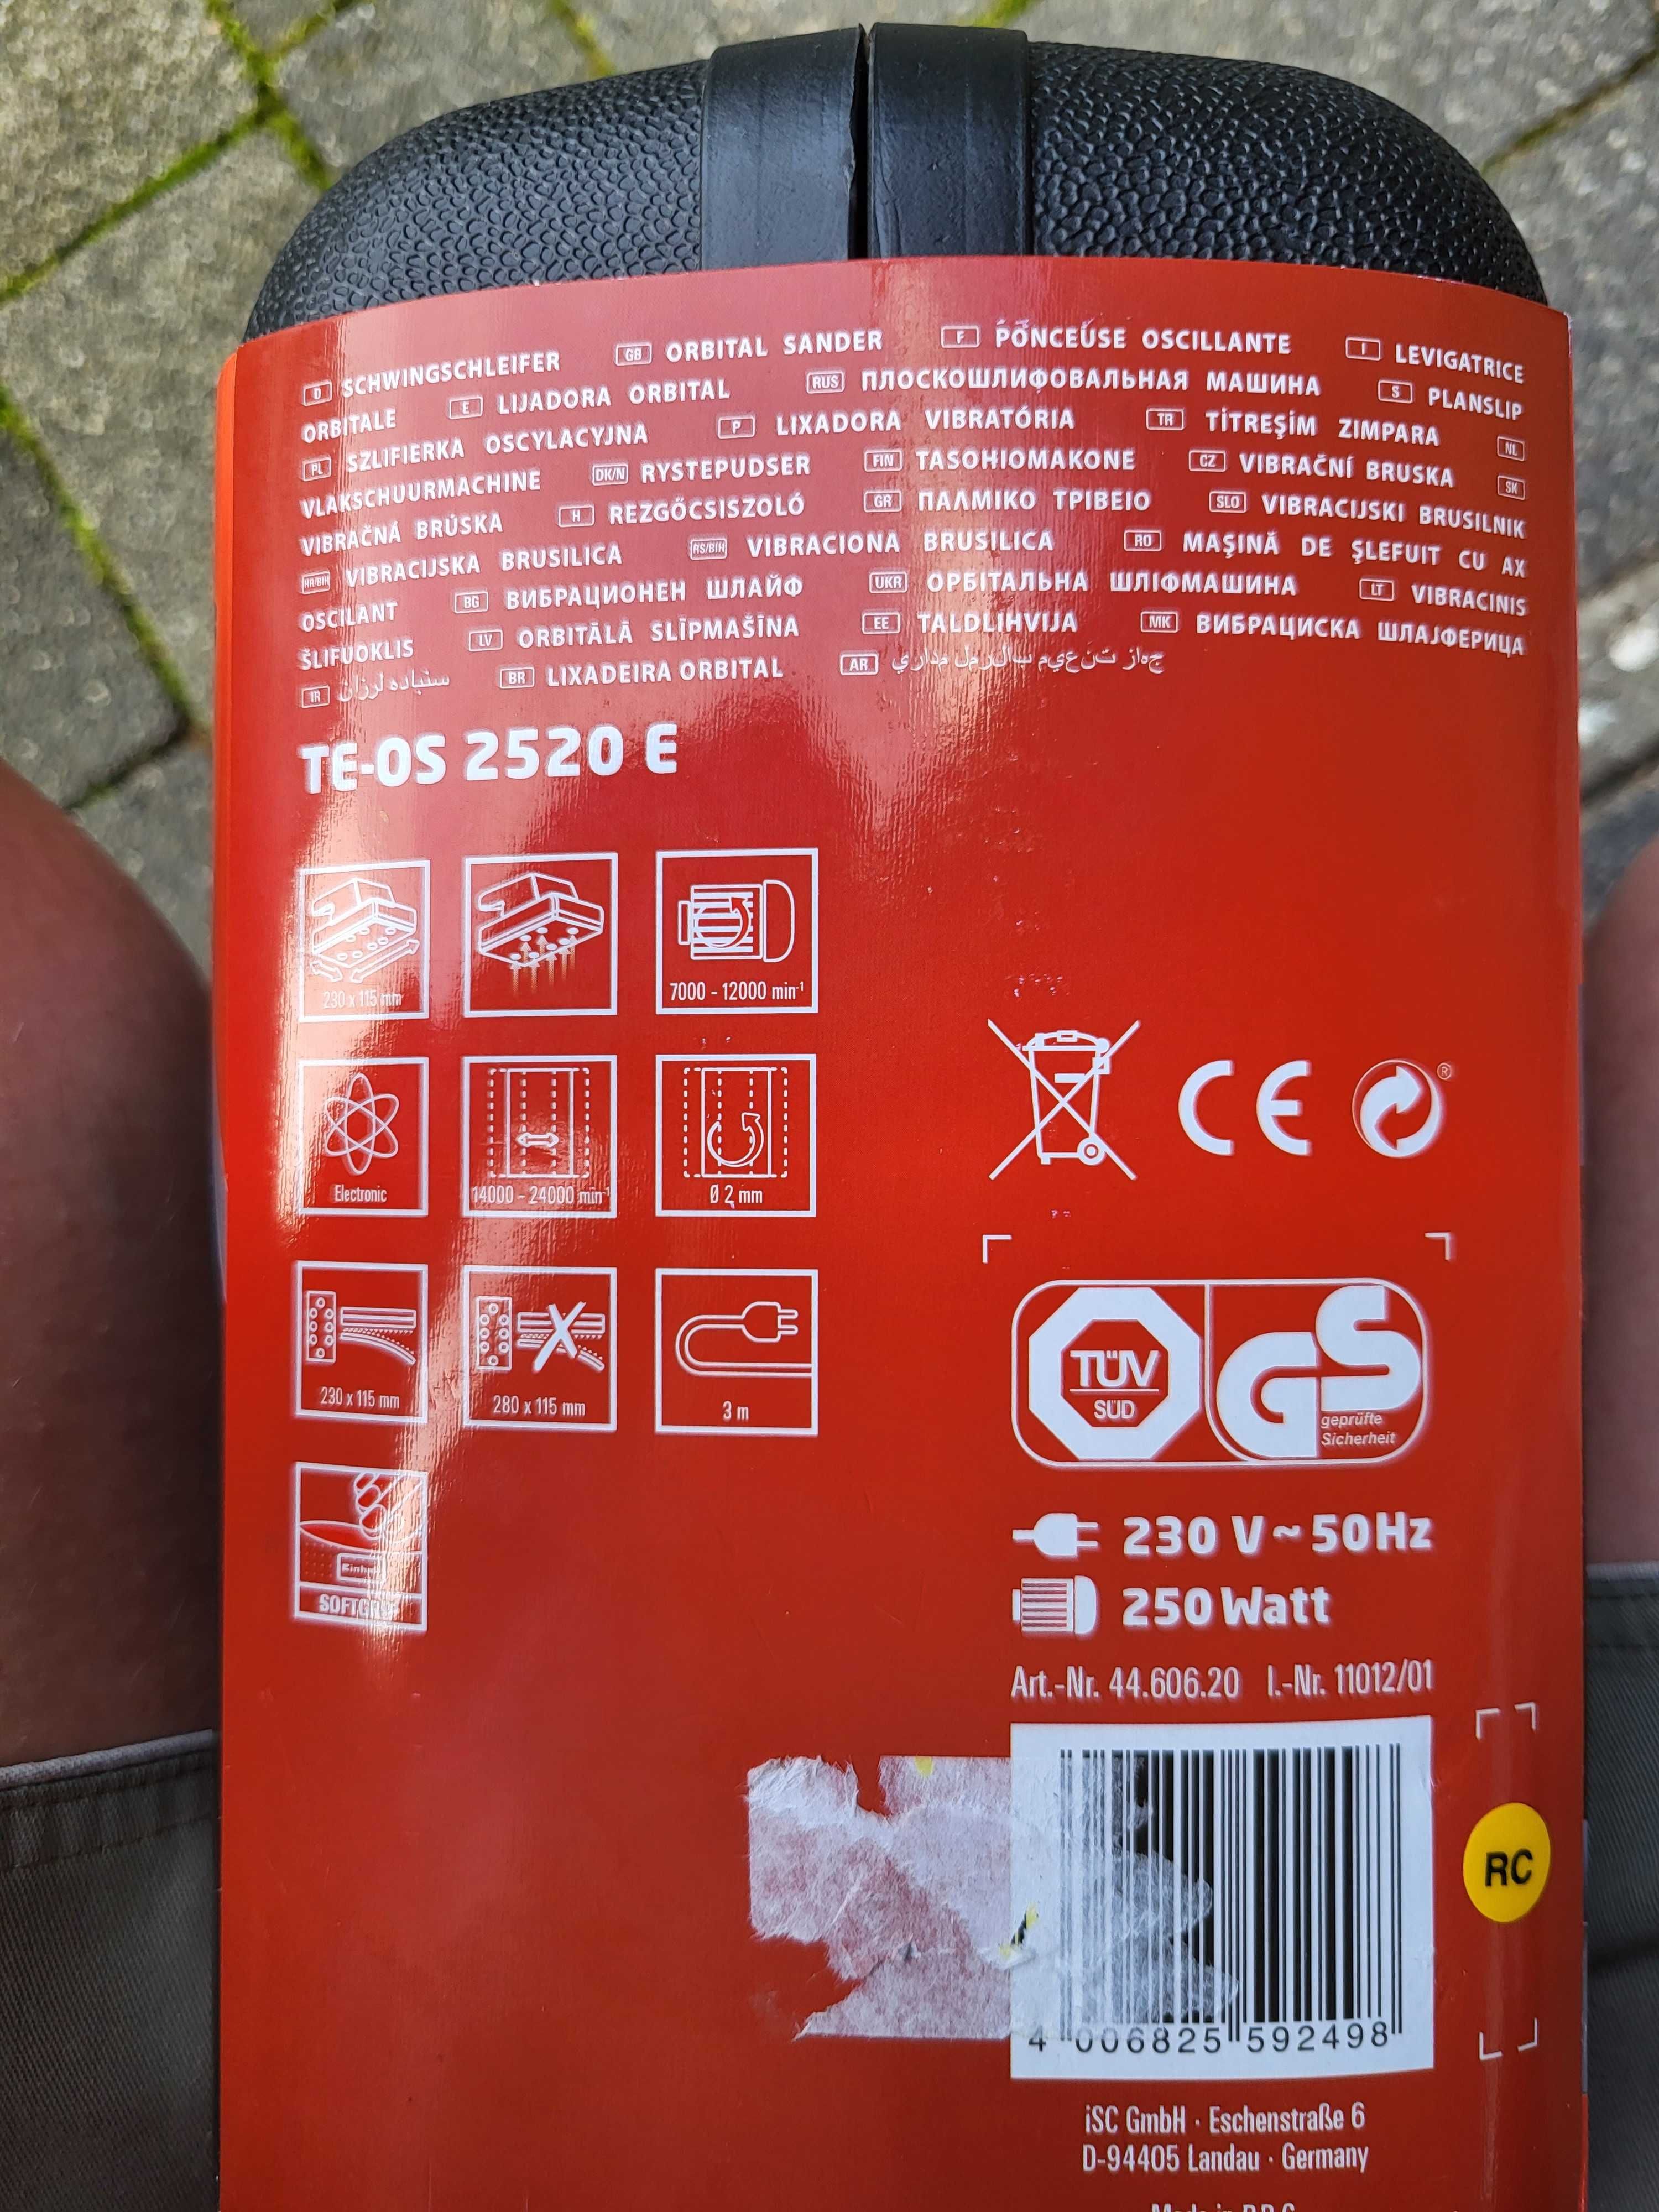 D SCHWINGSCHLEIFER GB ORBITAL SANDER F PONCEUSE OSCILLANTE I LEVIGATRICE
ORBITALE E LIJADORA ORBITAL RUS ПЛОСКОШЛИФОВАЛЬНАЯ МАШИНА S PLANSLIP
PL SZLIFIERKA OSCYLACYJNA P LIXADORA VIBRATÓRIA TR TİTREŞİM ZIMPARA NL
VLAKSCHUURMACHINE DK/N RYSTEPUDSER FIN TASOHIOMAKONE CZ VIBRAČNÍ BRUSKA SK
VIBRAČNÁ BRÚSKA H REZGŐCSISZOLÓ GR ΠΑΛΜΙΚΟ ΤΡΙΒΕΙΟ SLO VIBRACIJSKI BRUSILNIK
HR/BIH VIBRACIJSKA BRUSILICA RS/BIH VIBRACIONA BRUSILICA RO MAŞINĂ DE ŞLEFUIT CU AX
OSCILANT BG ВИБРАЦИОНЕН ШЛАЙФ UKR ОРБІТАЛЬНА ШЛІФМАШИНА LT VIBRACINIS
ŠLIFUOKLIS LV ORBITĀLĀ SLĪPMAŠĪNA EE TALDLIHVIJA MK ВИБРАЦИСКА ШЛАЈФЕРИЦА
IR سنباده لرزان BR LIXADEIRA ORBITAL AR
TE-OS 2520 E
230 x 115 mm
7000 - 12000 min-1
Electronic
14000 - 24000 min-1
Ø 2 mm
230 x 115 mm
280 x 115 mm
3 m
SOFTGR
CE
®
TÜV
SÜD
GS
geprüfte
Sicherheit
230 V ~ 50Hz
250 Watt
Art.-Nr. 44.606.20 I.-Nr. 11012/01
RC
4 006825 592498
iSC GmbH · Eschenstraße 6
D-94405 Landau · Germany